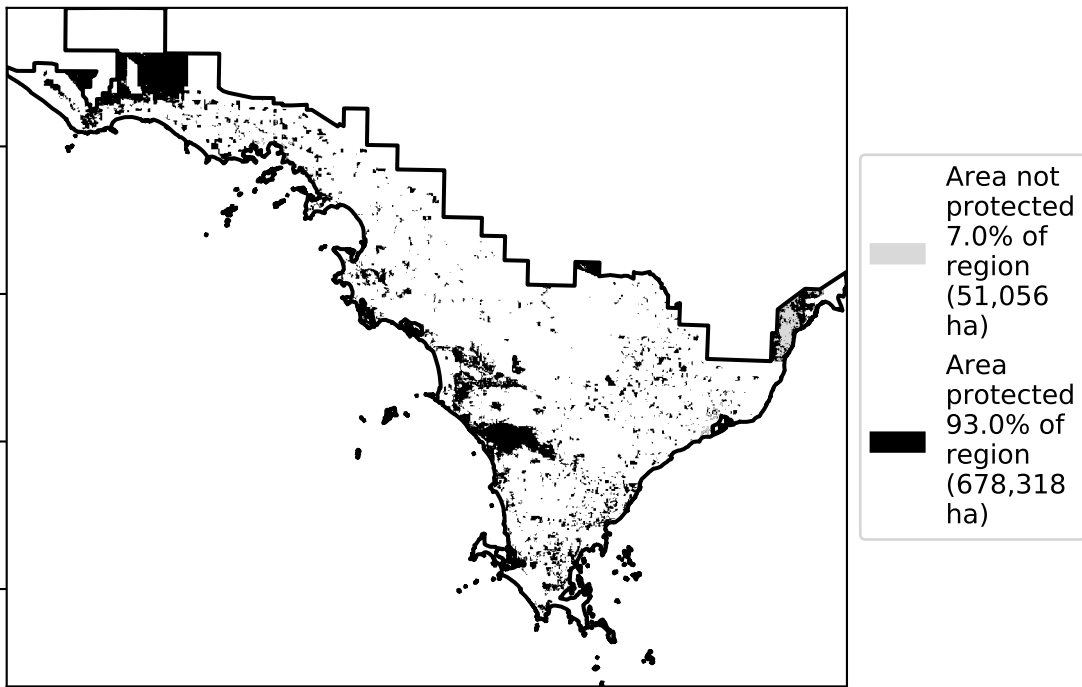 Area not
protected
7.0% of
region
(51,056
ha)
Area
protected
93.0% of
region
(678,318
ha)